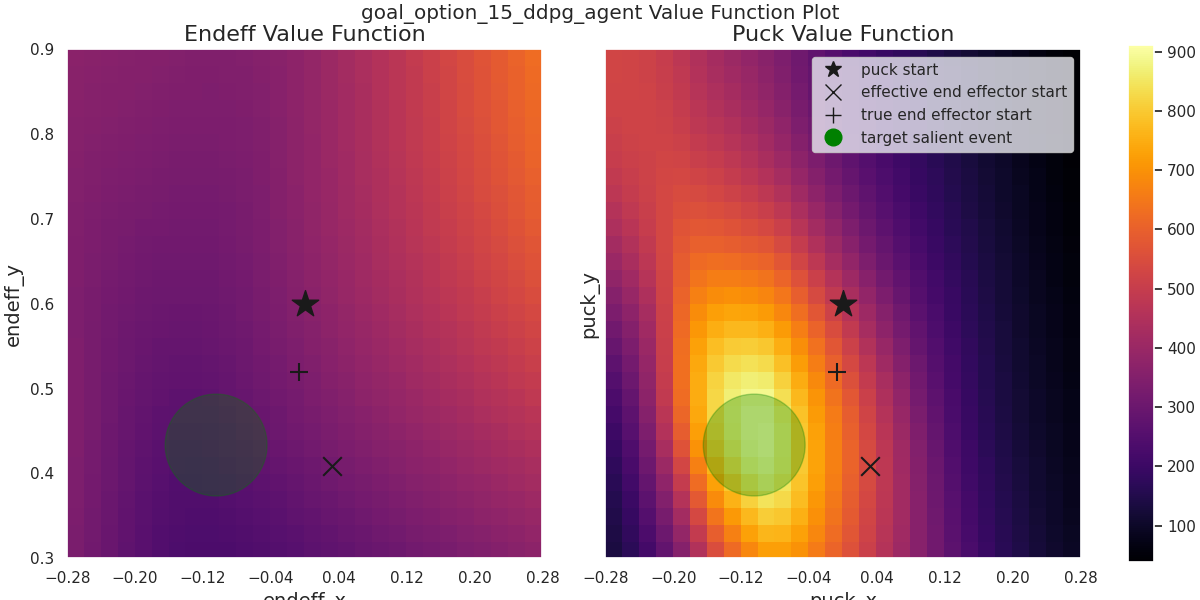 goal_option_15_ddpg_agent Value Function Plot
Endeff Value Function
Puck Value Function
puck start
effective end effector start
true end effector start
target salient event
endeff_y
0.9
0.8
0.7
0.6
0.5
0.4
0.3
−0.28 −0.20 −0.12 −0.04 0.04 0.12 0.20 0.28
endeff_x
puck_y
−0.28 −0.20 −0.12 −0.04 0.04 0.12 0.20 0.28
puck_x
900
800
700
600
500
400
300
200
100